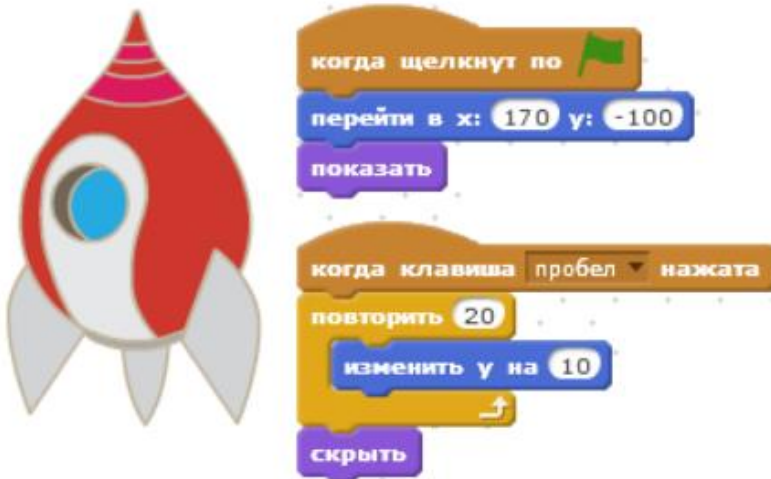 когда щелкнут по
перейти в x: 170 y: -100
показать
когда клавиша пробел нажата
повторить 20
изменить y на 10
скрыть